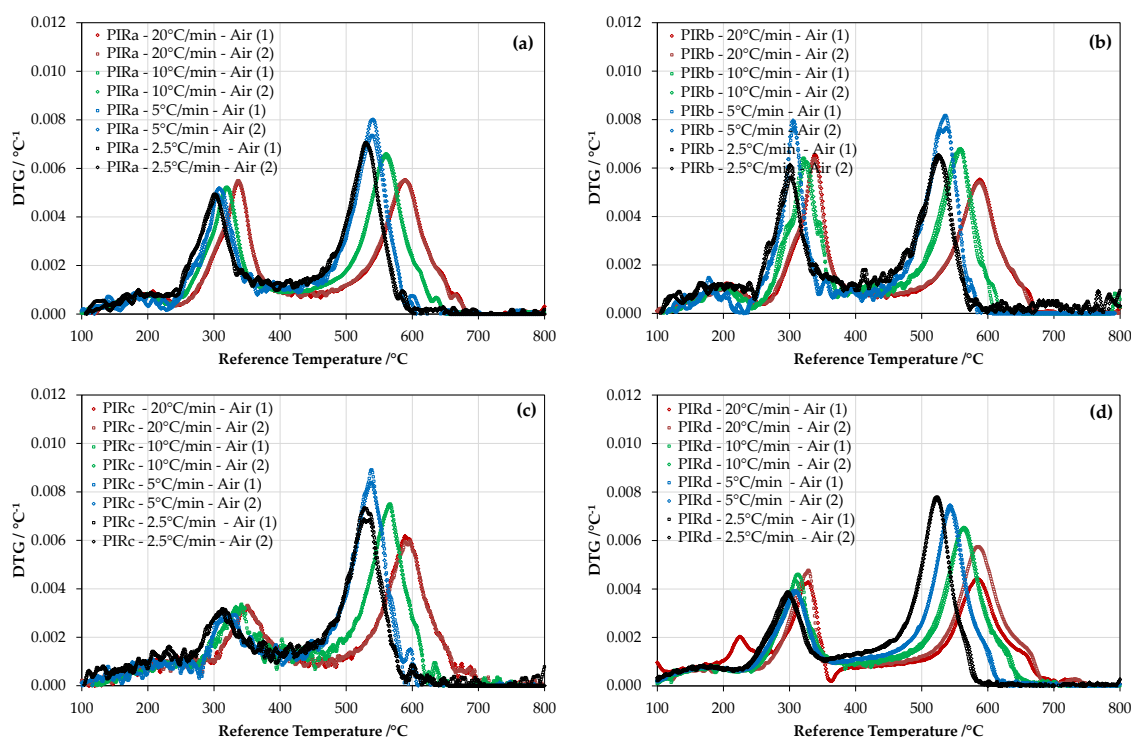 0.012
0.010
0.008
0.006
0.004
0.002
0.000
DTG / °C⁻¹
PIRa - 20°C/min - Air (1)
PIRa - 20°C/min - Air (2)
PIRa - 10°C/min - Air (1)
PIRa - 10°C/min - Air (2)
PIRa - 5°C/min - Air (1)
PIRa - 5°C/min - Air (2)
PIRa - 2.5°C/min - Air (1)
PIRa - 2.5°C/min - Air (2)
(a)
100 200 300 400 500 600 700 800
Reference Temperature /°C
0.012
0.010
0.008
0.006
0.004
0.002
0.000
DTG / °C⁻¹
PIRb - 20°C/min - Air (1)
PIRb - 20°C/min - Air (2)
PIRb - 10°C/min - Air (1)
PIRb - 10°C/min - Air (2)
PIRb - 5°C/min - Air (1)
PIRb - 5°C/min - Air (2)
PIRb - 2.5°C/min - Air (1)
PIRb - 2.5°C/min - Air (2)
(b)
100 200 300 400 500 600 700 800
Reference Temperature /°C
0.012
0.010
0.008
0.006
0.004
0.002
0.000
DTG / °C⁻¹
PIRc - 20°C/min - Air (1)
PIRc - 20°C/min - Air (2)
PIRc - 10°C/min - Air (1)
PIRc - 10°C/min - Air (2)
PIRc - 5°C/min - Air (1)
PIRc - 5°C/min - Air (2)
PIRc - 2.5°C/min - Air (1)
PIRc - 2.5°C/min - Air (2)
(c)
100 200 300 400 500 600 700 800
Reference Temperature /°C
0.012
0.010
0.008
0.006
0.004
0.002
0.000
DTG / °C⁻¹
PIRd - 20°C/min - Air (1)
PIRd - 20°C/min - Air (2)
PIRd - 10°C/min - Air (1)
PIRd - 10°C/min - Air (2)
PIRd - 5°C/min - Air (1)
PIRd - 5°C/min - Air (2)
PIRd - 2.5°C/min - Air (1)
PIRd - 2.5°C/min - Air (2)
(d)
100 200 300 400 500 600 700 800
Reference Temperature /°C